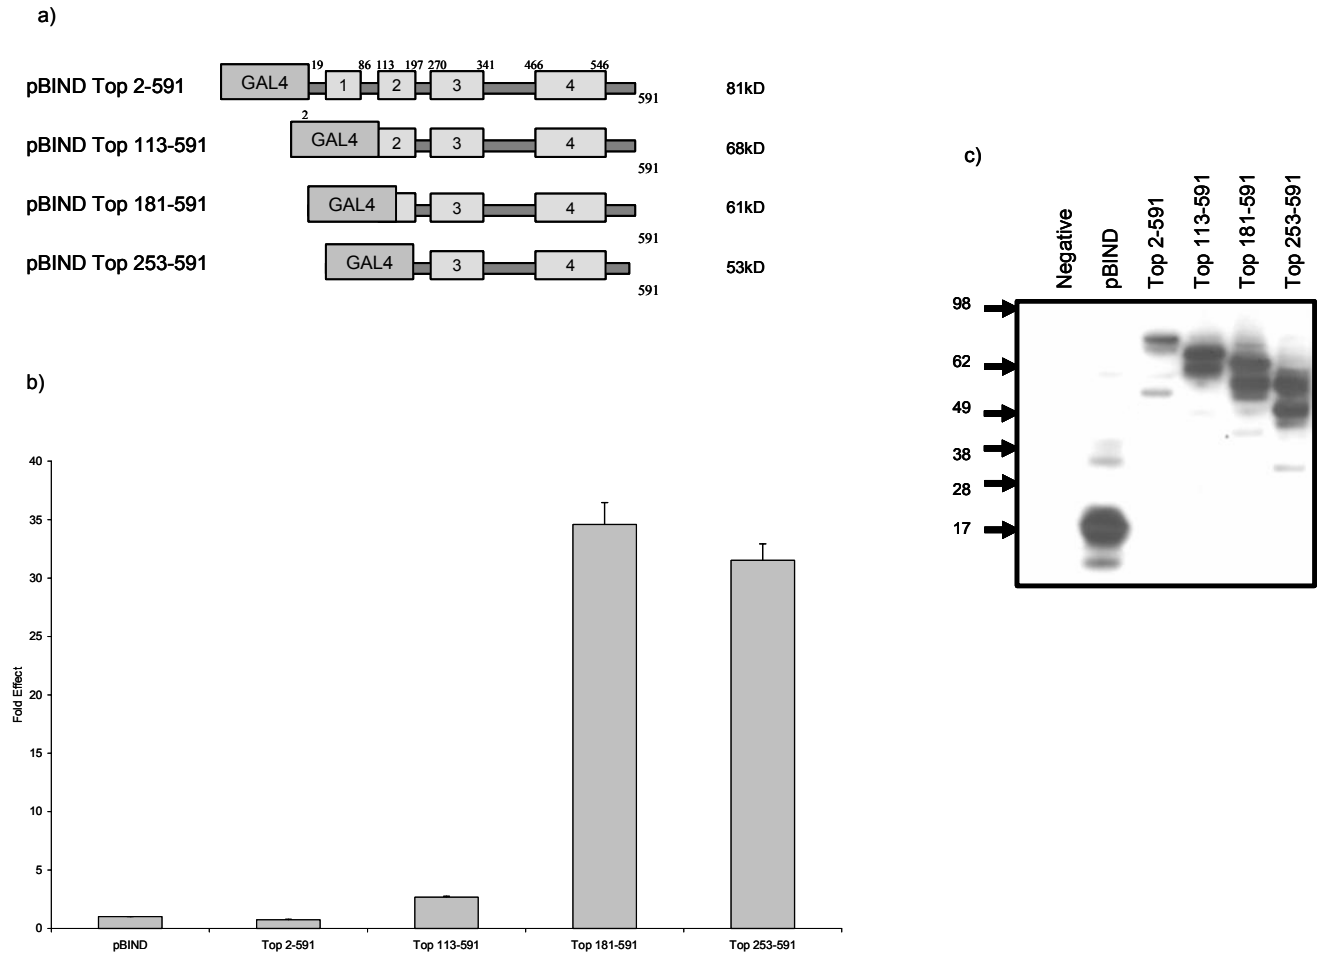 a)
19 86 113 197 270 341 466 546
pBIND Top 2-591 GAL4 1 2 3 4 591 81kD
2
pBIND Top 113-591 GAL4 2 3 4 591 68kD
pBIND Top 181-591 GAL4 3 4 591 61kD
pBIND Top 253-591 GAL4 3 4 591 53kD
b)
Fold Effect
40
35
30
25
20
15
10
5
0
pBIND Top 2-591 Top 113-591 Top 181-591 Top 253-591
c)
Negative
pBIND
Top 2-591
Top 113-591
Top 181-591
Top 253-591
98
62
49
38
28
17